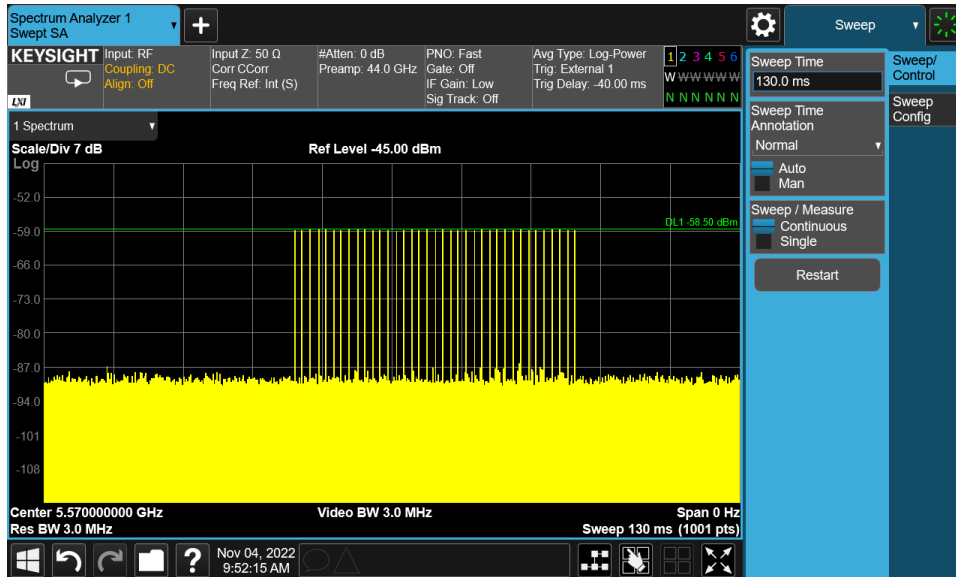 Spectrum Analyzer 1
Swept SA
+
Sweep
KEYSIGHT
LXI
Input: RF
Coupling: DC
Align: Off
Input Z: 50 Ω
Corr CCorr
Freq Ref: Int (S)
#Atten: 0 dB
Preamp: 44.0 GHz
PNO: Fast
Gate: Off
IF Gain: Low
Sig Track: Off
Avg Type: Log-Power
Trig: External 1
Trig Delay: -40.00 ms
1 2 3 4 5 6
W W W W W W
N N N N N N
1 Spectrum
Scale/Div 7 dB
Ref Level -45.00 dBm
Log
-52.0
DL1 -58.50 dBm
-59.0
-66.0
-73.0
-80.0
-87.0
-94.0
-101
-108
Center 5.570000000 GHz
Video BW 3.0 MHz
Span 0 Hz
Res BW 3.0 MHz
Sweep 130 ms (1001 pts)
Sweep Time
130.0 ms
Sweep Time
Annotation
Normal
Auto
Man
Sweep / Measure
Continuous
Single
Restart
Sweep/
Control
Sweep
Config
?
Nov 04, 2022
9:52:15 AM